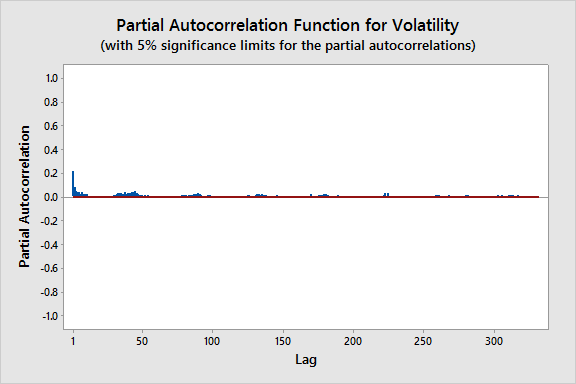 Partial Autocorrelation Function for Volatility
(with 5% significance limits for the partial autocorrelations)
Partial Autocorrelation
1.0
0.8
0.6
0.4
0.2
0.0
-0.2
-0.4
-0.6
-0.8
-1.0
1 50 100 150 200 250 300
Lag